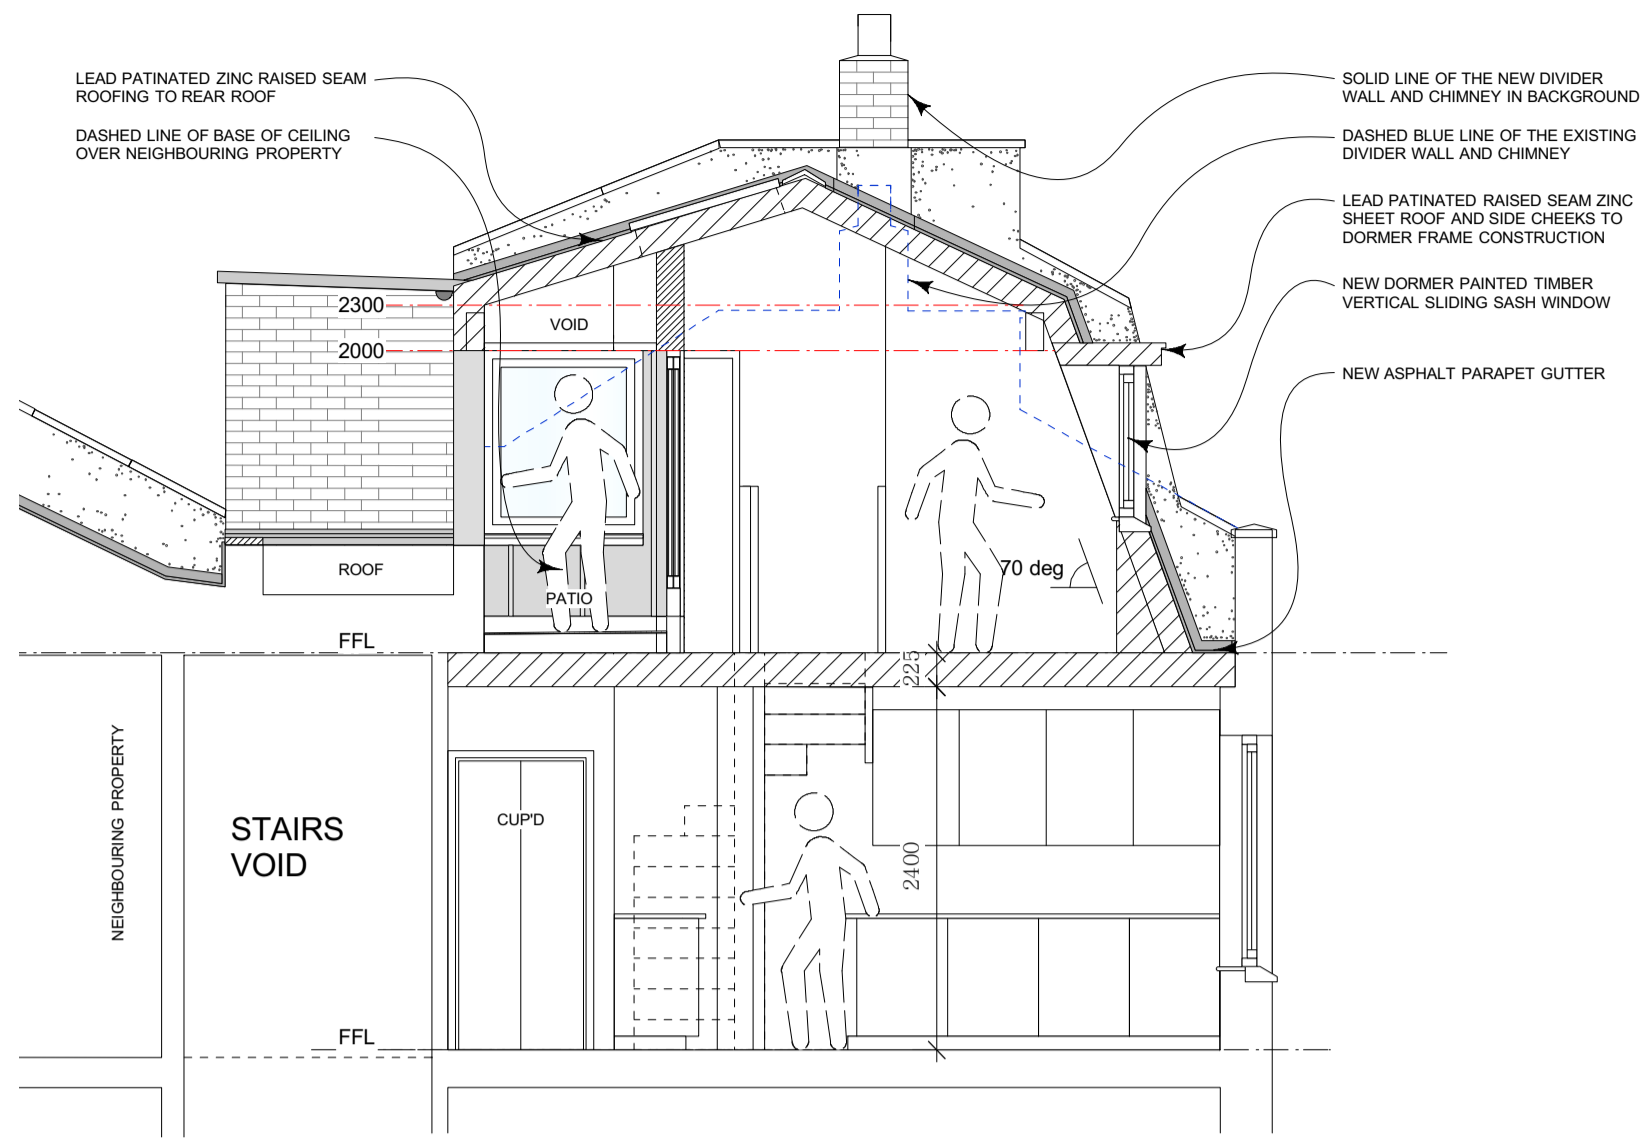 LEAD PATINATED ZINC RAISED SEAM
ROOFING TO REAR ROOF
DASHED LINE OF BASE OF CEILING
OVER NEIGHBOURING PROPERTY
SOLID LINE OF THE NEW DIVIDER
WALL AND CHIMNEY IN BACKGROUND
DASHED BLUE LINE OF THE EXISTING
DIVIDER WALL AND CHIMNEY
LEAD PATINATED RAISED SEAM ZINC
SHEET ROOF AND SIDE CHEEKS TO
DORMER FRAME CONSTRUCTION
NEW DORMER PAINTED TIMBER
VERTICAL SLIDING SASH WINDOW
NEW ASPHALT PARAPET GUTTER
2300
VOID
2000
ROOF
PATIO
70 deg
FFL
225
NEIGHBOURING PROPERTY
STAIRS
VOID
CUP'D
2400
FFL